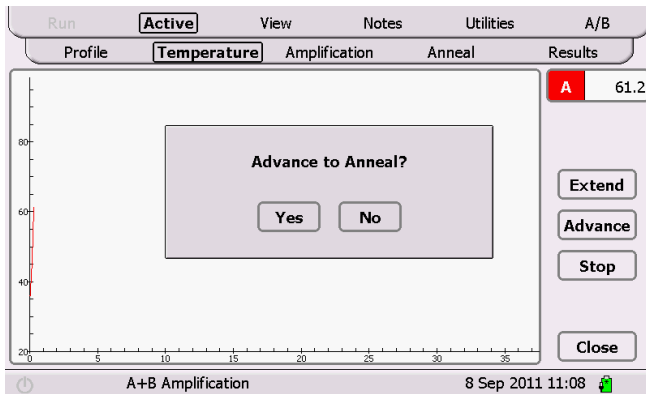 Run Active View Notes Utilities A/B
Profile Temperature Amplification Anneal Results
A 61.2
80
60
40
20
0 5 10 15 20 25 30 35
Advance to Anneal?
Yes No
Extend
Advance
Stop
Close
A+B Amplification 8 Sep 2011 11:08